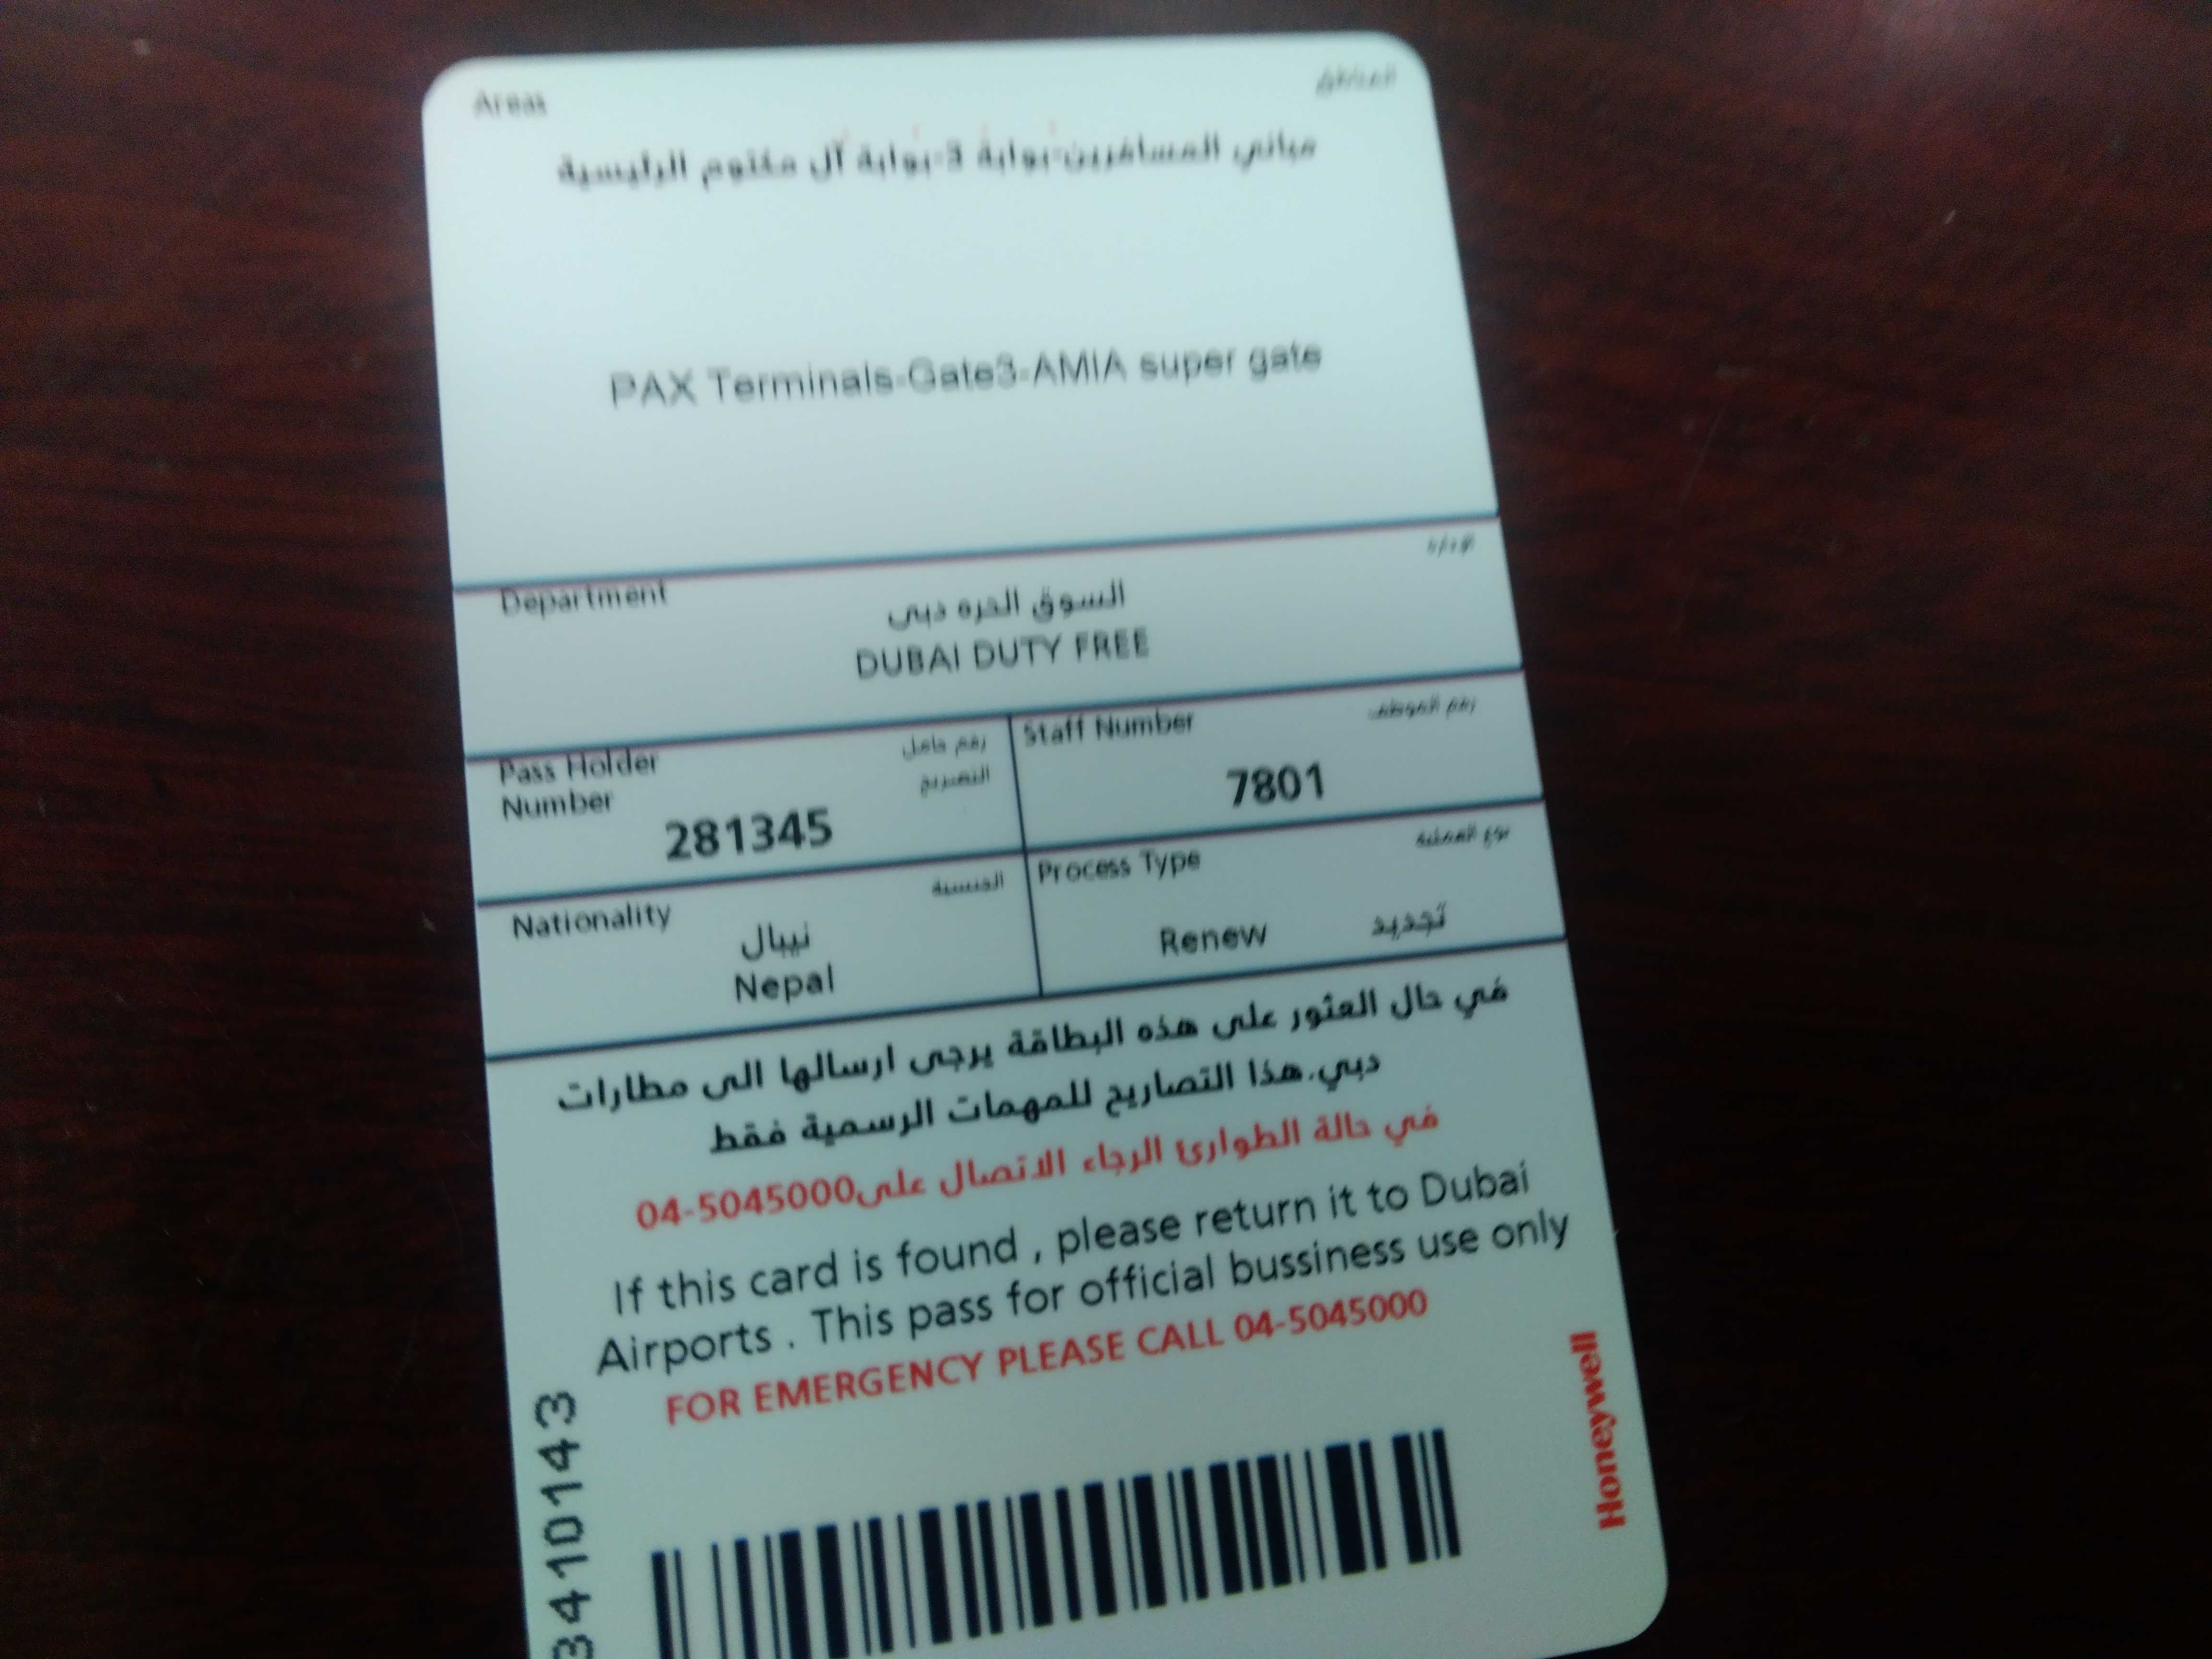 Areas
المناطق
مباني المسافرين-بوابة 3-بوابة آل مكتوم الرئيسية
PAX Terminals-Gate3-AMIA super gate
Department
الإدارة
السوق الحره دبي
DUBAI DUTY FREE
Pass Holder
Number
رقم حامل
التصريح
281345
Staff Number
رقم الموظف
7801
Nationality
الجنسية
نيبال
Nepal
Process Type
نوع العملية
Renew
تجديد
في حال العثور على هذه البطاقة يرجى ارسالها الى مطارات
دبي.هذا التصاريح للمهمات الرسمية فقط
في حالة الطوارئ الرجاء الاتصال على04-5045000
If this card is found , please return it to Dubai
Airports . This pass for official bussiness use only
FOR EMERGENCY PLEASE CALL 04-5045000
Honeywell
3410143